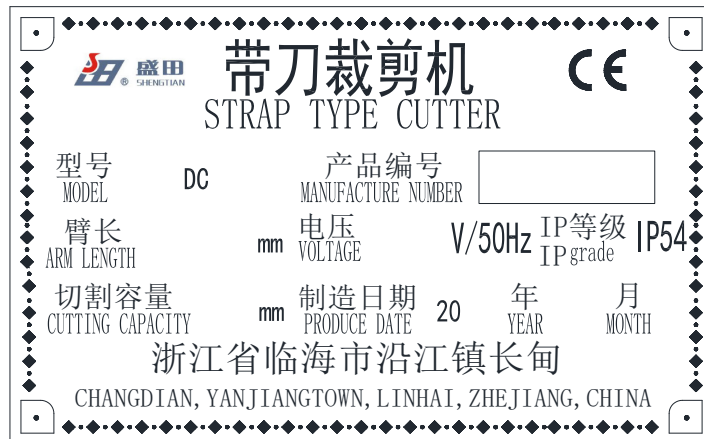 盛田 带刀裁剪机 CE
® SHENGTIAN
STRAP TYPE CUTTER
型号 DC 产品编号
MODEL MANUFACTURE NUMBER
臂长 mm 电压 V/50Hz IP等级 IP54
ARM LENGTH VOLTAGE IP grade
切割容量 mm 制造日期 20 年 月
CUTTING CAPACITY PRODUCE DATE YEAR MONTH
浙江省临海市沿江镇长甸
CHANGDIAN, YANJIANGTOWN, LINHAI, ZHEJIANG, CHINA